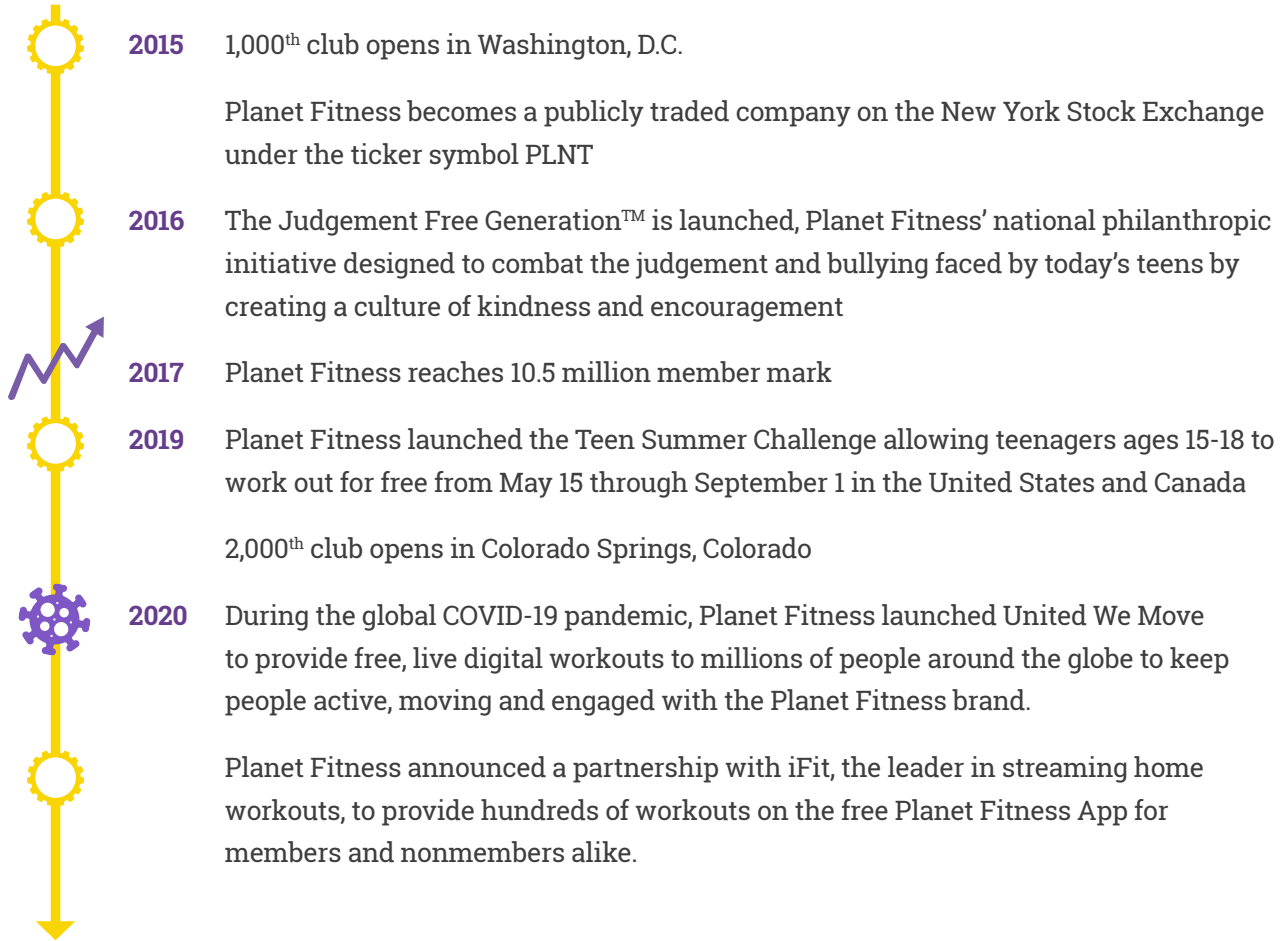 2015 1,000th club opens in Washington, D.C.
Planet Fitness becomes a publicly traded company on the New York Stock Exchange
under the ticker symbol PLNT
2016 The Judgement Free Generation™ is launched, Planet Fitness’ national philanthropic
initiative designed to combat the judgement and bullying faced by today’s teens by
creating a culture of kindness and encouragement
2017 Planet Fitness reaches 10.5 million member mark
2019 Planet Fitness launched the Teen Summer Challenge allowing teenagers ages 15-18 to
work out for free from May 15 through September 1 in the United States and Canada
2,000th club opens in Colorado Springs, Colorado
2020 During the global COVID-19 pandemic, Planet Fitness launched United We Move
to provide free, live digital workouts to millions of people around the globe to keep
people active, moving and engaged with the Planet Fitness brand.
Planet Fitness announced a partnership with iFit, the leader in streaming home
workouts, to provide hundreds of workouts on the free Planet Fitness App for
members and nonmembers alike.